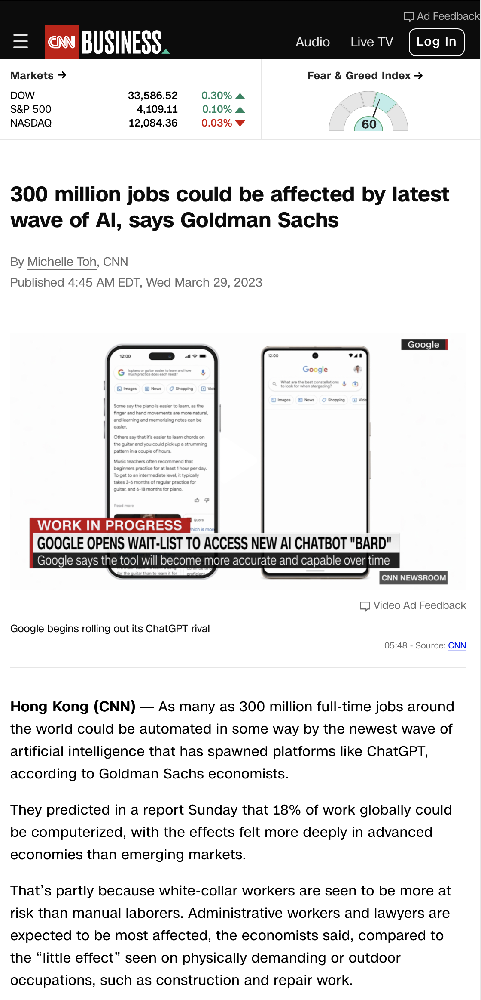 Ad Feedback
CNN BUSINESS
Audio
Live TV
Log In
Markets →
DOW 33,586.52 0.30%
S&P 500 4,109.11 0.10%
NASDAQ 12,084.36 0.03%
Fear & Greed Index →
60
300 million jobs could be affected by latest
wave of AI, says Goldman Sachs
By Michelle Toh, CNN
Published 4:45 AM EDT, Wed March 29, 2023
Google
12:00
Is piano or guitar easier to learn and how
much practice does each need?
Images News Shopping Vid
Some say the piano is easier to learn, as the
finger and hand movements are more natural,
and learning and memorizing notes can be
easier.
Others say that it's easier to learn chords on
the guitar and you could pick up a strumming
pattern in a couple of hours.
Music teachers often recommend that
beginners practice for at least 1 hour per day.
To get to an intermediate level, it typically
takes 3-6 months of regular practice for
guitar, and 6-18 months for piano.
Read more
Quora
hich is mor
12:00
Google
What are the best constellations
to look for when stargazing?
Images News Shopping Vide
WORK IN PROGRESS
GOOGLE OPENS WAIT-LIST TO ACCESS NEW AI CHATBOT "BARD"
Google says the tool will become more accurate and capable over time
for the guitar than to learn it for
proficient
CNN NEWSROOM
Video Ad Feedback
Google begins rolling out its ChatGPT rival
05:48 - Source: CNN
Hong Kong (CNN) — As many as 300 million full-time jobs around
the world could be automated in some way by the newest wave of
artificial intelligence that has spawned platforms like ChatGPT,
according to Goldman Sachs economists.
They predicted in a report Sunday that 18% of work globally could
be computerized, with the effects felt more deeply in advanced
economies than emerging markets.
That’s partly because white-collar workers are seen to be more at
risk than manual laborers. Administrative workers and lawyers are
expected to be most affected, the economists said, compared to
the “little effect” seen on physically demanding or outdoor
occupations, such as construction and repair work.